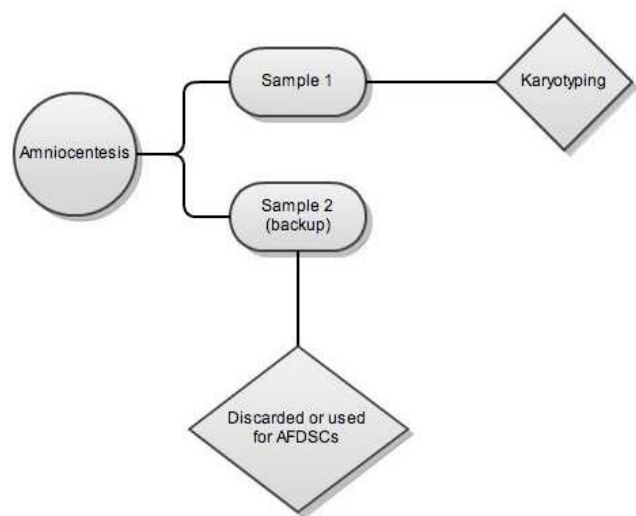 Amniocentesis
Sample 1
Karyotyping
Sample 2
(backup)
Discarded or used
for AFDSCs